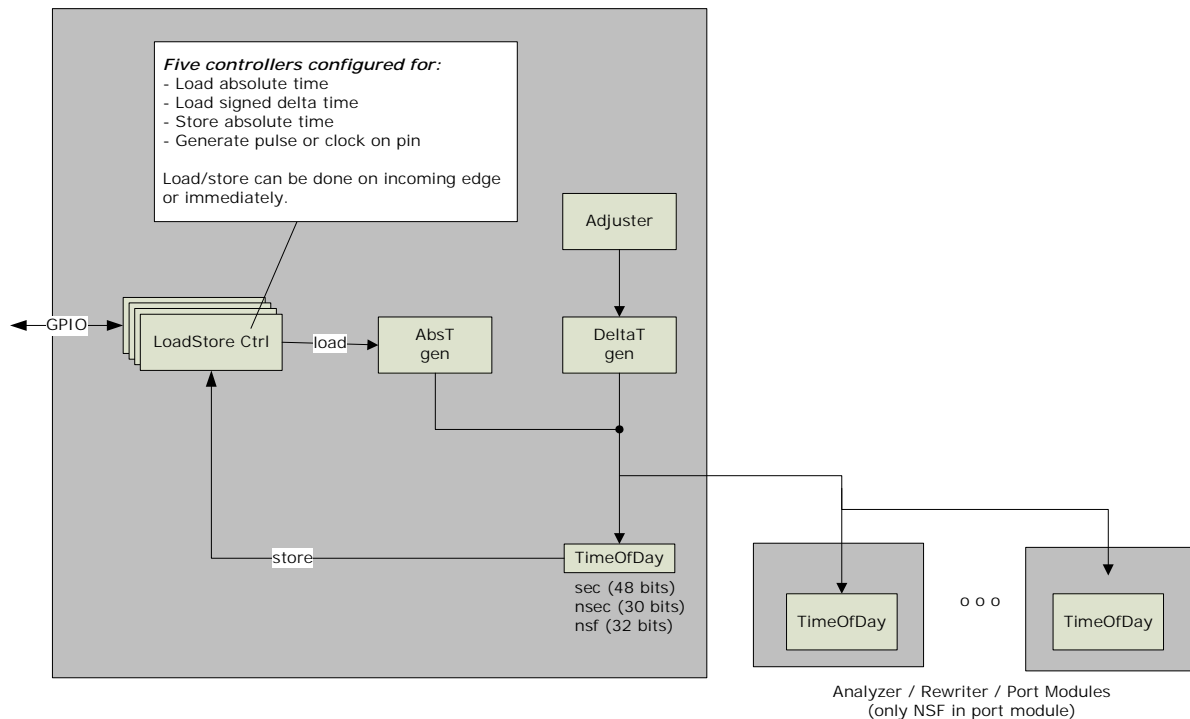 Five controllers configured for:
- Load absolute time
- Load signed delta time
- Store absolute time
- Generate pulse or clock on pin
Load/store can be done on incoming edge
or immediately.
Adjuster
GPIO
LoadStore Ctrl
load
AbsT
gen
DeltaT
gen
store
TimeOfDay
sec (48 bits)
nsec (30 bits)
nsf (32 bits)
TimeOfDay
o o o
TimeOfDay
Analyzer / Rewriter / Port Modules
(only NSF in port module)